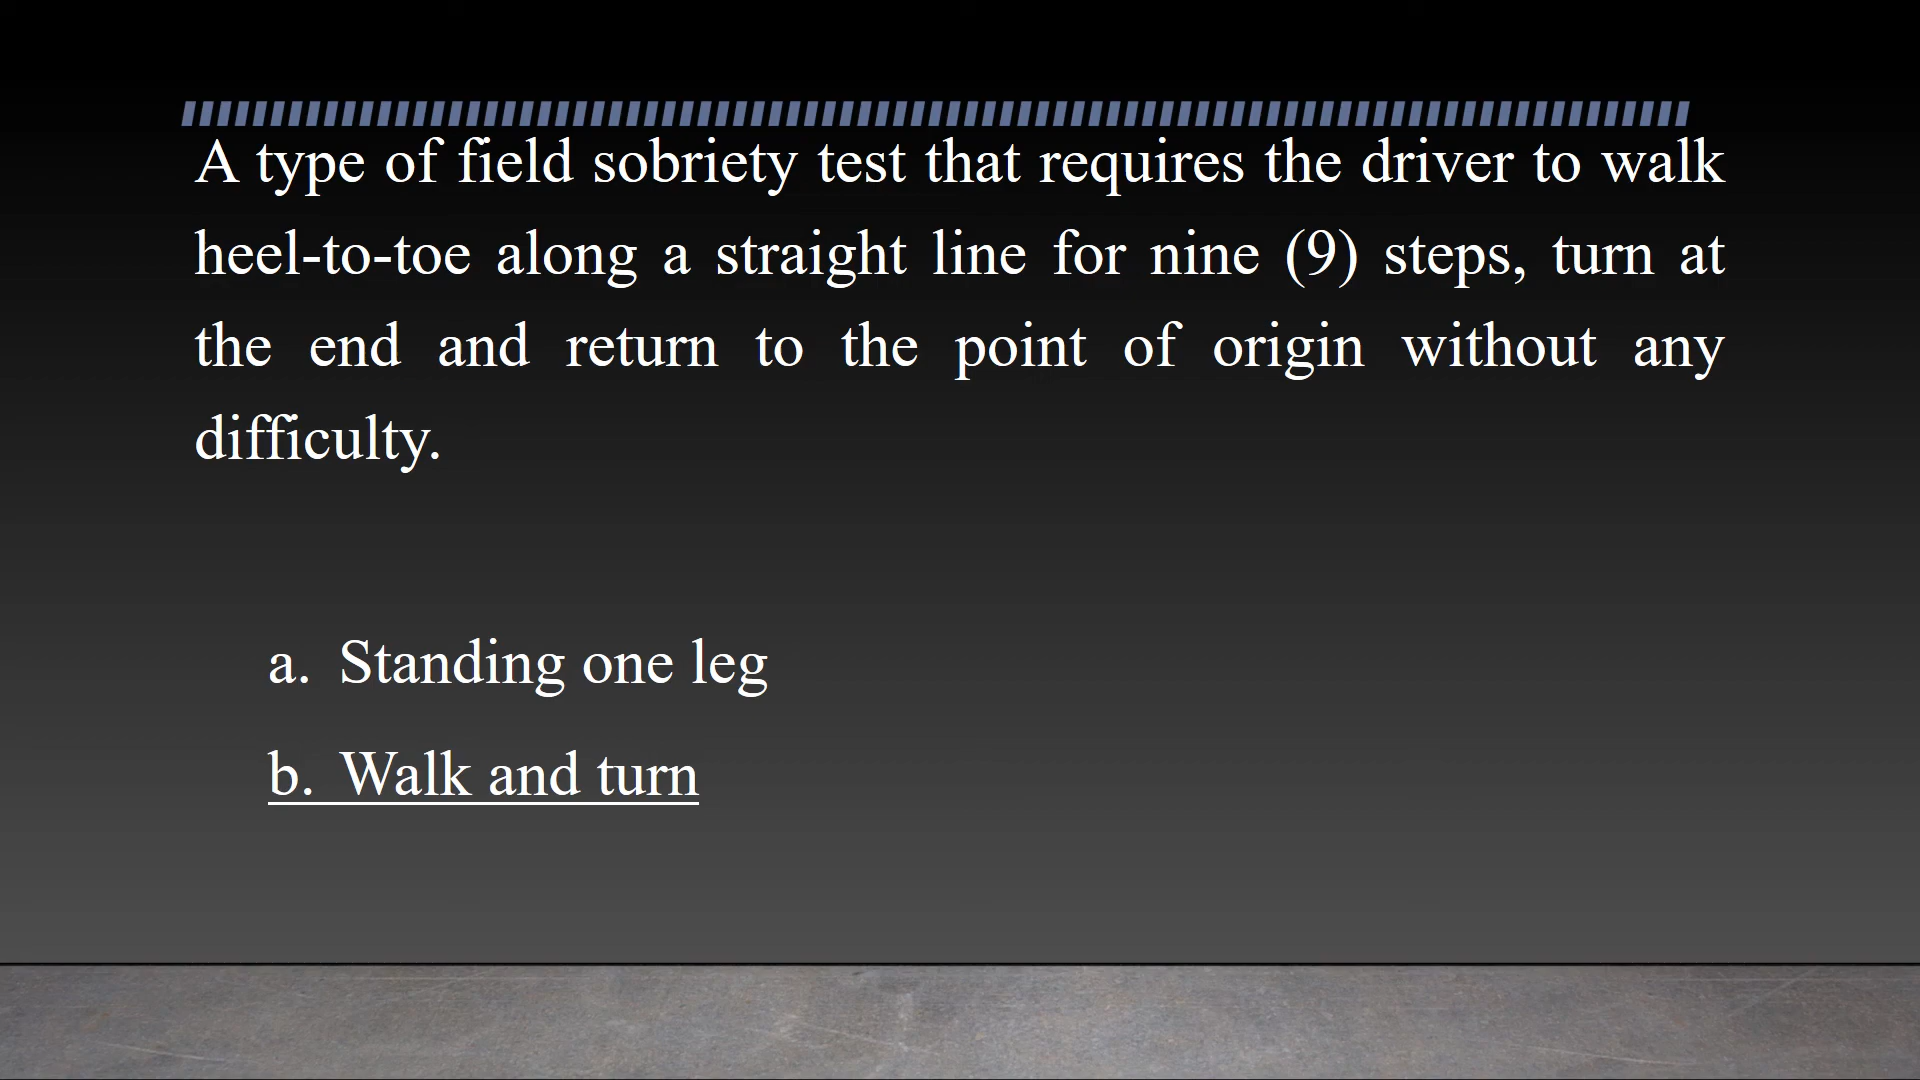 A type of field sobriety test that requires the driver to walk
heel-to-toe along a straight line for nine (9) steps, turn at
the end and return to the point of origin without any
difficulty.
a. Standing one leg
b. Walk and turn